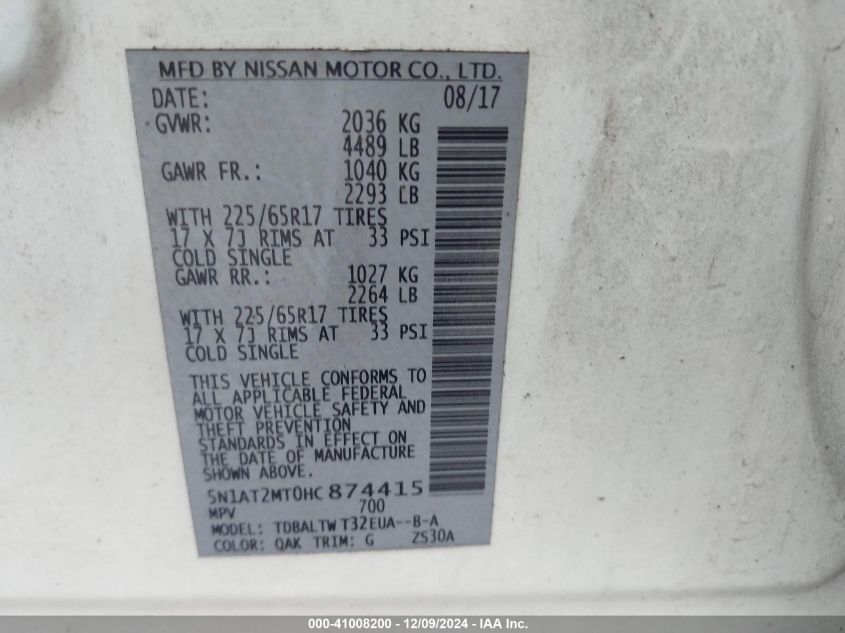 MFD BY NISSAN MOTOR CO., LTD.
DATE: 08/17
GVWR: 2036 KG
4489 LB
GAWR FR.: 1040 KG
2293 LB
WITH 225/65R17 TIRES
17 X 7J RIMS AT 33 PSI
COLD SINGLE
GAWR RR.: 1027 KG
2264 LB
WITH 225/65R17 TIRES
17 X 7J RIMS AT 33 PSI
COLD SINGLE
THIS VEHICLE CONFORMS TO
ALL APPLICABLE FEDERAL
MOTOR VEHICLE SAFETY AND
THEFT PREVENTION
STANDARDS IN EFFECT ON
THE DATE OF MANUFACTURE
SHOWN ABOVE.
5N1AT2MT0HC874415
MPV 700
MODEL: TDBALTW T32EUA--B-A
COLOR: QAK TRIM: G ZS30A
000-41008200 - 12/09/2024 - IAA Inc.